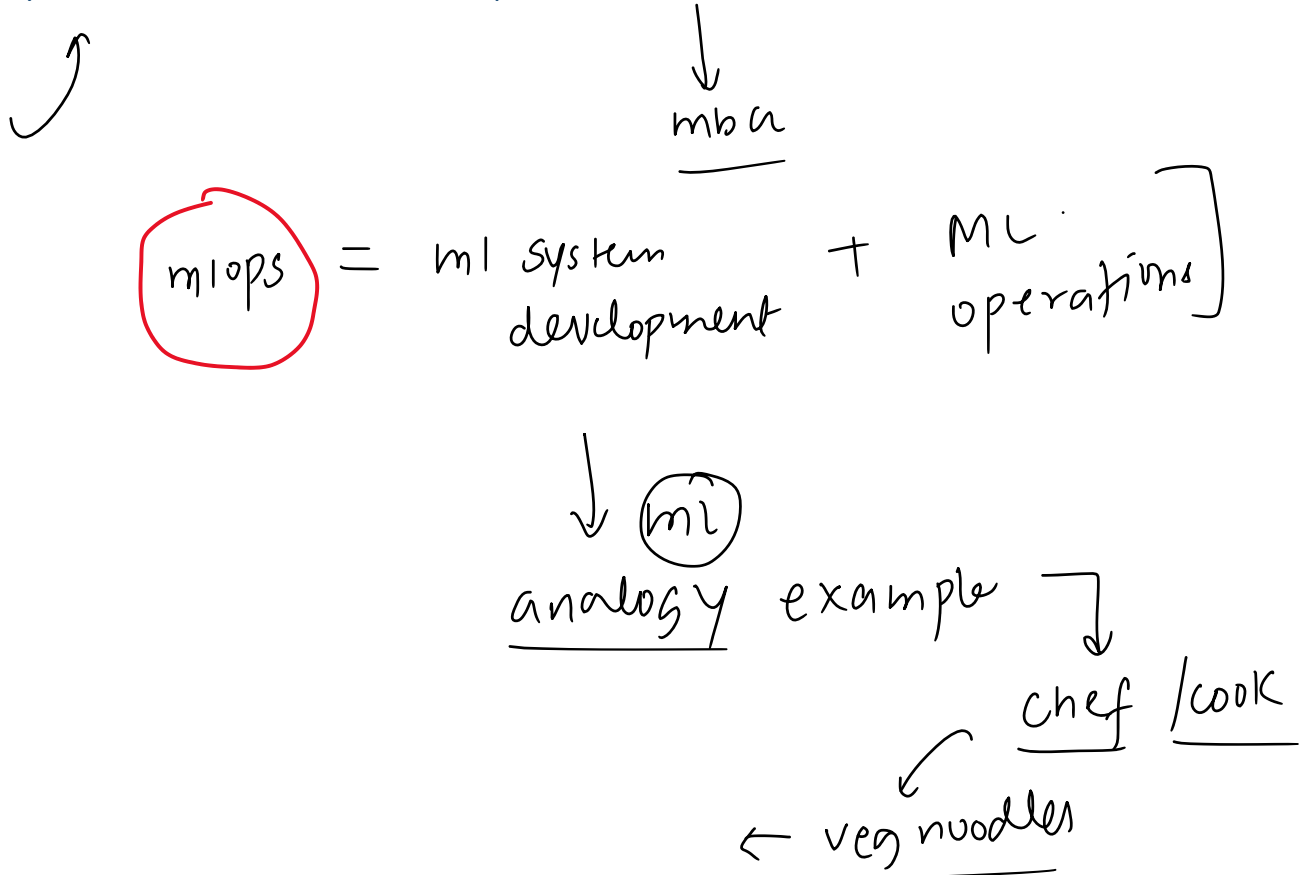 mba
mlops = ml system development + ML operations
ml
analogy example
chef /cook
← veg noodles